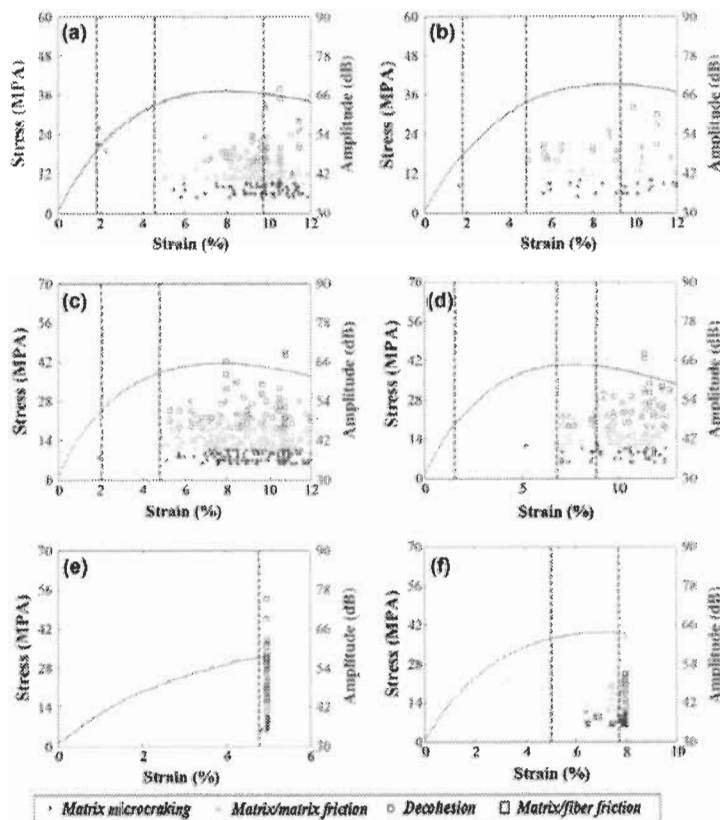 (a)
60
48
36
24
12
0
Stress (MPA)
90
78
66
54
42
30
Amplitude (dB)
0 2 4 6 8 10 12
Strain (%)
(b)
60
48
36
24
12
0
Stress (MPA)
90
78
66
54
42
30
Amplitude (dB)
0 2 4 6 8 10 12
Strain (%)
(c)
70
56
42
28
14
Stress (MPA)
90
78
66
54
42
30
Amplitude (dB)
0 2 4 6 8 10 12
Strain (%)
(d)
70
56
42
28
14
0
Stress (MPA)
90
78
66
54
42
30
Amplitude (dB)
0 5 10
Strain (%)
(e)
70
56
42
28
14
0
Stress (MPA)
90
78
66
54
42
30
Amplitude (dB)
0 2 4 6
Strain (%)
(f)
70
56
42
28
14
0
Stress (MPA)
90
78
66
54
42
30
Amplitude (dB)
0 2 4 6 8 10
Strain (%)
Matrix microcraking Matrix/matrix friction Decohesion Matrix/fiber friction